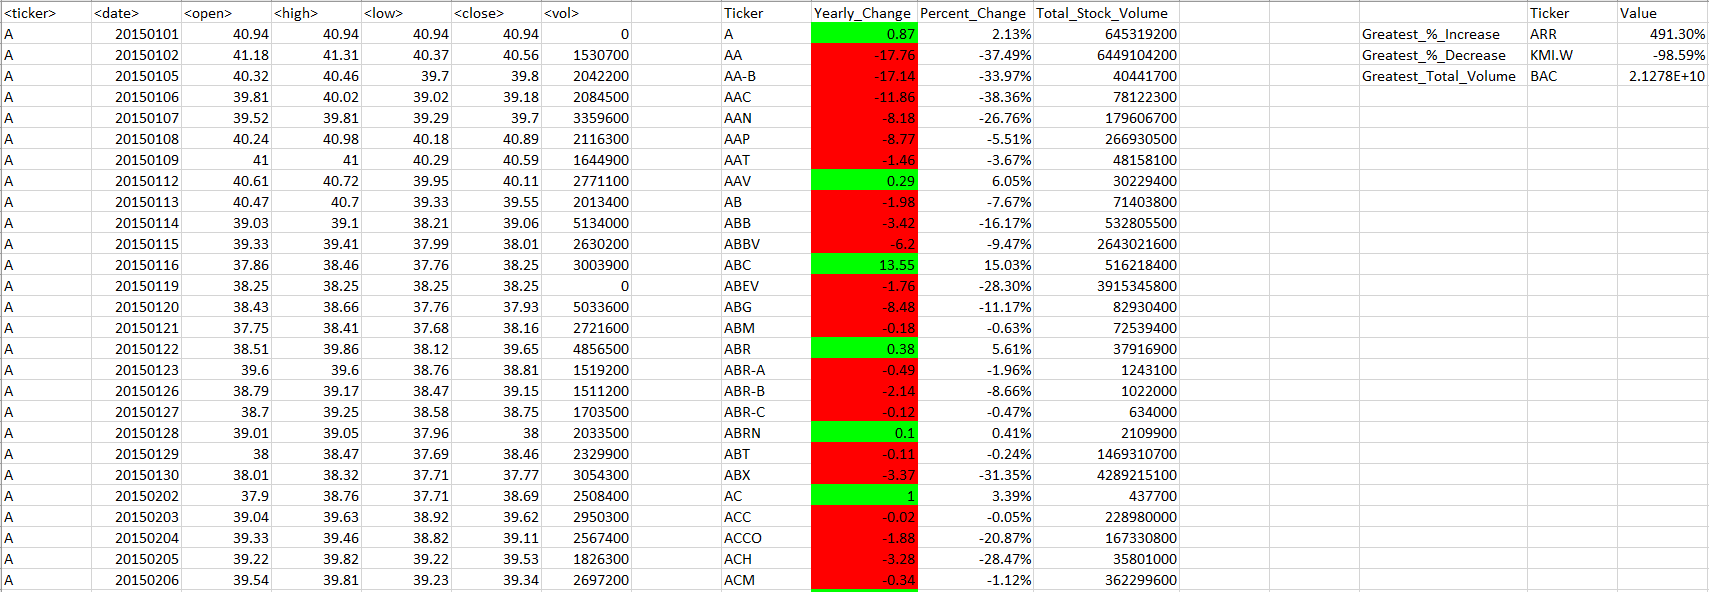 <ticker> <date> <open> <high> <low> <close> <vol> Ticker Yearly_Change Percent_Change Total_Stock_Volume Ticker Value
A 20150101 40.94 40.94 40.94 40.94 0 A 0.87 2.13% 645319200 Greatest_%_Increase ARR 491.30%
A 20150102 41.18 41.31 40.37 40.56 1530700 AA -17.76 -37.49% 6449104200 Greatest_%_Decrease KMI.W -98.59%
A 20150105 40.32 40.46 39.7 39.8 2042200 AA-B -17.14 -33.97% 40441700 Greatest_Total_Volume BAC 2.1278E+10
A 20150106 39.81 40.02 39.02 39.18 2084500 AAC -11.86 -38.36% 78122300
A 20150107 39.52 39.81 39.29 39.7 3359600 AAN -8.18 -26.76% 179606700
A 20150108 40.24 40.98 40.18 40.89 2116300 AAP -8.77 -5.51% 266930500
A 20150109 41 41 40.29 40.59 1644900 AAT -1.46 -3.67% 48158100
A 20150112 40.61 40.72 39.95 40.11 2771100 AAV 0.29 6.05% 30229400
A 20150113 40.47 40.7 39.33 39.55 2013400 AB -1.98 -7.67% 71403800
A 20150114 39.03 39.1 38.21 39.06 5134000 ABB -3.42 -16.17% 532805500
A 20150115 39.33 39.41 37.99 38.01 2630200 ABBV -6.2 -9.47% 2643021600
A 20150116 37.86 38.46 37.76 38.25 3003900 ABC 13.55 15.03% 516218400
A 20150119 38.25 38.25 38.25 38.25 0 ABEV -1.76 -28.30% 3915345800
A 20150120 38.43 38.66 37.76 37.93 5033600 ABG -8.48 -11.17% 82930400
A 20150121 37.75 38.41 37.68 38.16 2721600 ABM -0.18 -0.63% 72539400
A 20150122 38.51 39.86 38.12 39.65 4856500 ABR 0.38 5.61% 37916900
A 20150123 39.6 39.6 38.76 38.81 1519200 ABR-A -0.49 -1.96% 1243100
A 20150126 38.79 39.17 38.47 39.15 1511200 ABR-B -2.14 -8.66% 1022000
A 20150127 38.7 39.25 38.58 38.75 1703500 ABR-C -0.12 -0.47% 634000
A 20150128 39.01 39.05 37.96 38 2033500 ABRN 0.1 0.41% 2109900
A 20150129 38 38.47 37.69 38.46 2329900 ABT -0.11 -0.24% 1469310700
A 20150130 38.01 38.32 37.71 37.77 3054300 ABX -3.37 -31.35% 4289215100
A 20150202 37.9 38.76 37.71 38.69 2508400 AC 1 3.39% 437700
A 20150203 39.04 39.63 38.92 39.62 2950300 ACC -0.02 -0.05% 228980000
A 20150204 39.33 39.46 38.82 39.11 2567400 ACCO -1.88 -20.87% 167330800
A 20150205 39.22 39.82 39.22 39.53 1826300 ACH -3.28 -28.47% 35801000
A 20150206 39.54 39.81 39.23 39.34 2697200 ACM -0.34 -1.12% 362299600